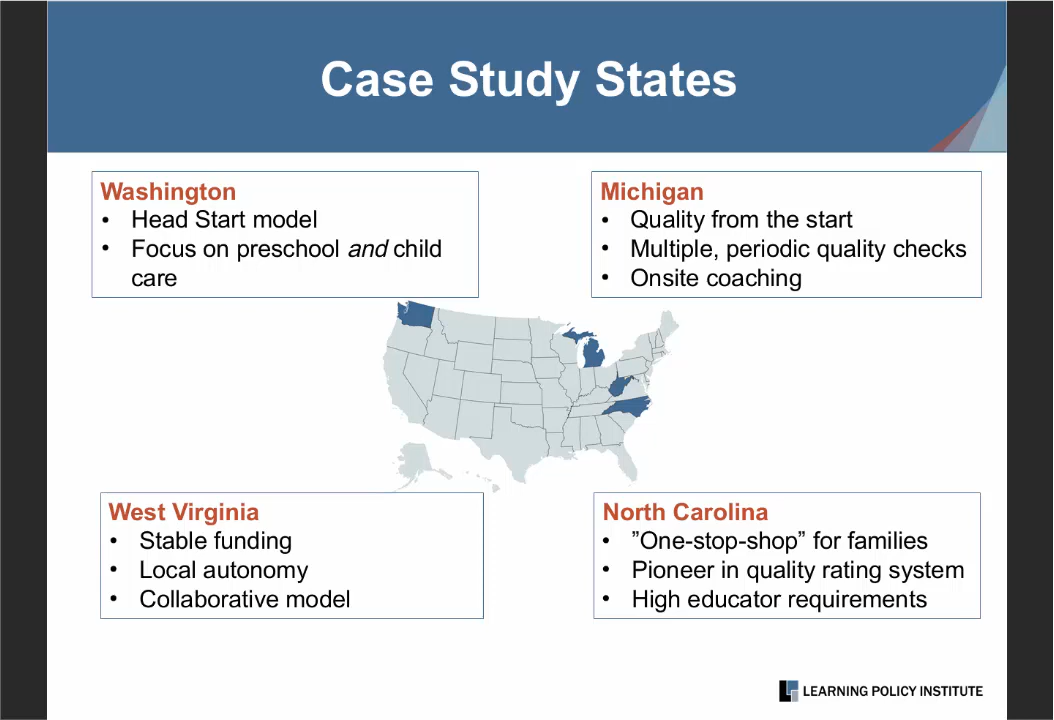 Case Study States
Washington
• Head Start model
• Focus on preschool and child
care
Michigan
• Quality from the start
• Multiple, periodic quality checks
• Onsite coaching
West Virginia
• Stable funding
• Local autonomy
• Collaborative model
North Carolina
• ”One-stop-shop” for families
• Pioneer in quality rating system
• High educator requirements
LEARNING POLICY INSTITUTE